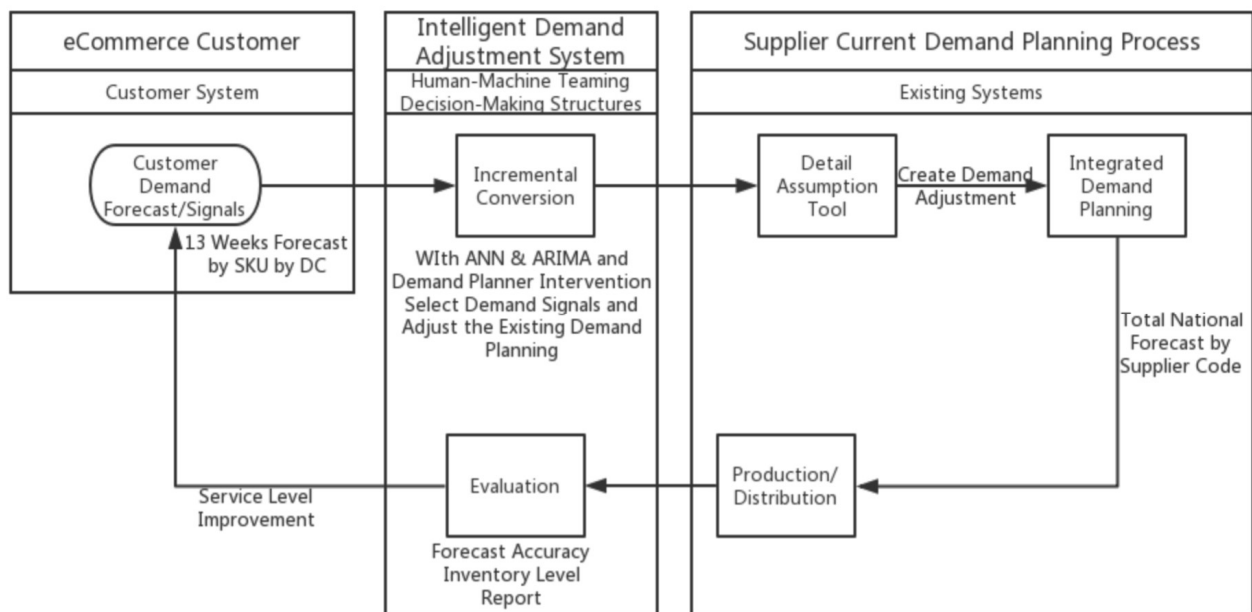 eCommerce Customer
Customer System
Customer
Demand
Forecast/Signals
13 Weeks Forecast
by SKU by DC
Intelligent Demand
Adjustment System
Human-Machine Teaming
Decision-Making Structures
Incremental
Conversion
WIth ANN & ARIMA and
Demand Planner Intervention
Select Demand Signals and
Adjust the Existing Demand
Planning
Supplier Current Demand Planning Process
Existing Systems
Detail
Assumption
Tool
Create Demand
Adjustment
Integrated
Demand
Planning
Total National
Forecast by
Supplier Code
Production/
Distribution
Evaluation
Forecast Accuracy
Inventory Level
Report
Service Level
Improvement